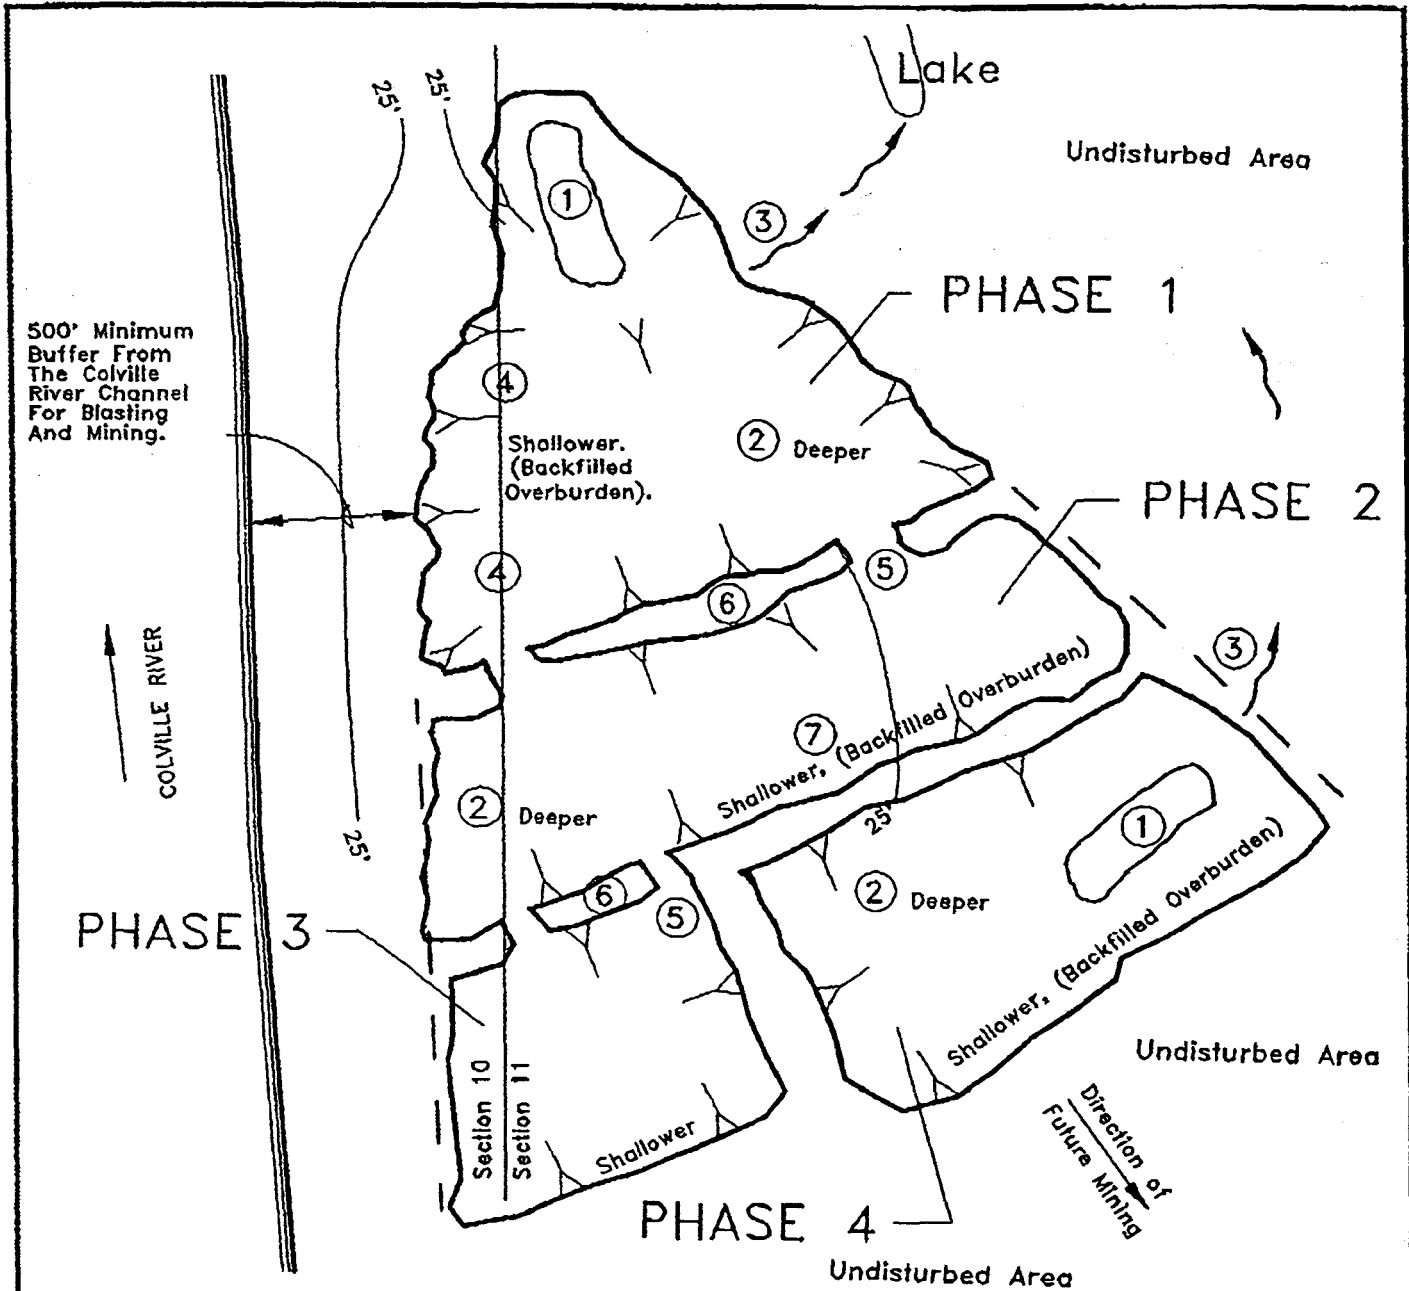 Lake
25'
25'
Undisturbed Area
1
3
PHASE 1
500' Minimum
Buffer From
The Colville
River Channel
For Blasting
And Mining.
4
Shallower.
(Backfilled
Overburden).
2 Deeper
PHASE 2
4
5
6
COLVILLE RIVER
3
7
Shallower, (Backfilled Overburden)
2 Deeper
25'
25'
1
6
5
2 Deeper
PHASE 3
Shallower, (Backfilled Overburden)
Undisturbed Area
Section 10
Section 11
Shallower
Direction of
Future Mining
PHASE 4
Undisturbed Area